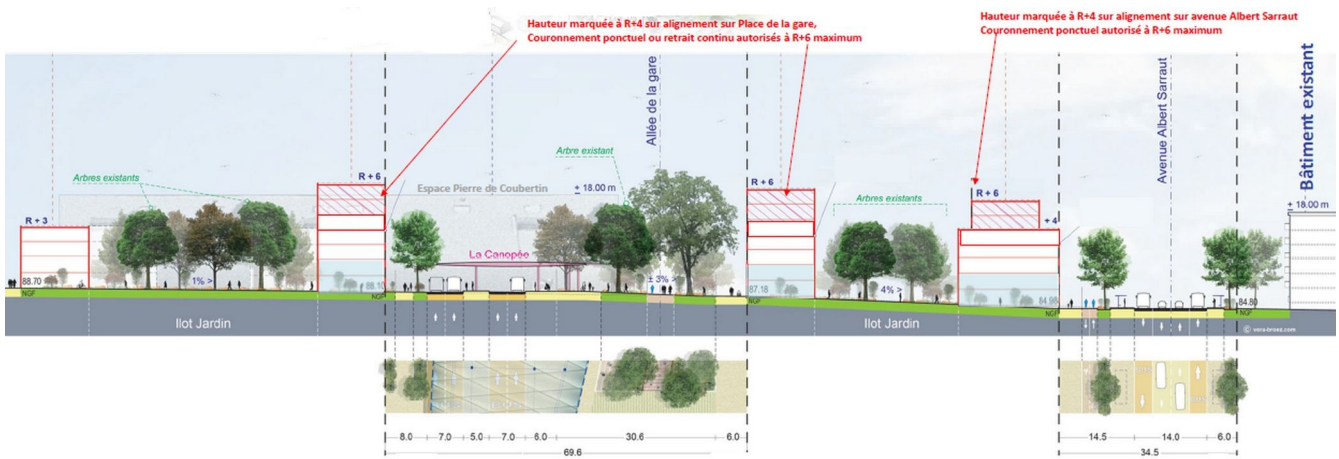 Hauteur marquée à R+4 sur alignement sur Place de la gare,
Couronnement ponctuel ou retrait continu autorisés à R+6 maximum
Hauteur marquée à R+4 sur alignement sur avenue Albert Sarraut
Couronnement ponctuel autorisé à R+6 maximum
Allée de la gare
Avenue Albert Sarraut
Bâtiment existant
Arbres existants
Arbre existant
R + 6
Espace Pierre de Coubertin
± 18.00 m
R + 6
R + 6
± 18.00 m
R + 3
Arbres existants
+ 4
La Canopée
88.70
NGF
1% >
88.10
NGF
± 3% >
87.18
NGF
4% >
84.98
NGF
84.80
NGF
Ilot Jardin
Ilot Jardin
© vera-broez.com
8.0 7.0 5.0 7.0 6.0 30.6 6.0
69.6
14.5 14.0 6.0
34.5